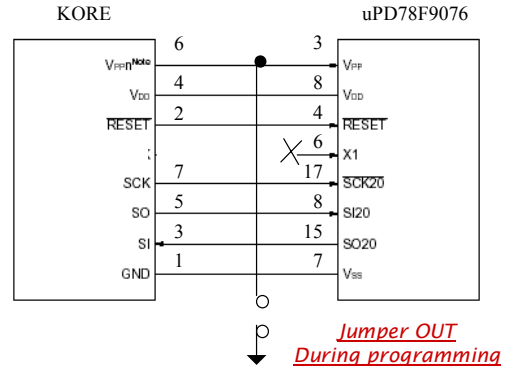 KORE uPD78F9076
6 3
VPPnNote VPP
4 8
VDD VDD
2 4
RESET RESET
6
X1
7 17
SCK SCK20
5 8
SO SI20
3 15
SI SO20
1 7
GND VSS
Jumper OUT
During programming